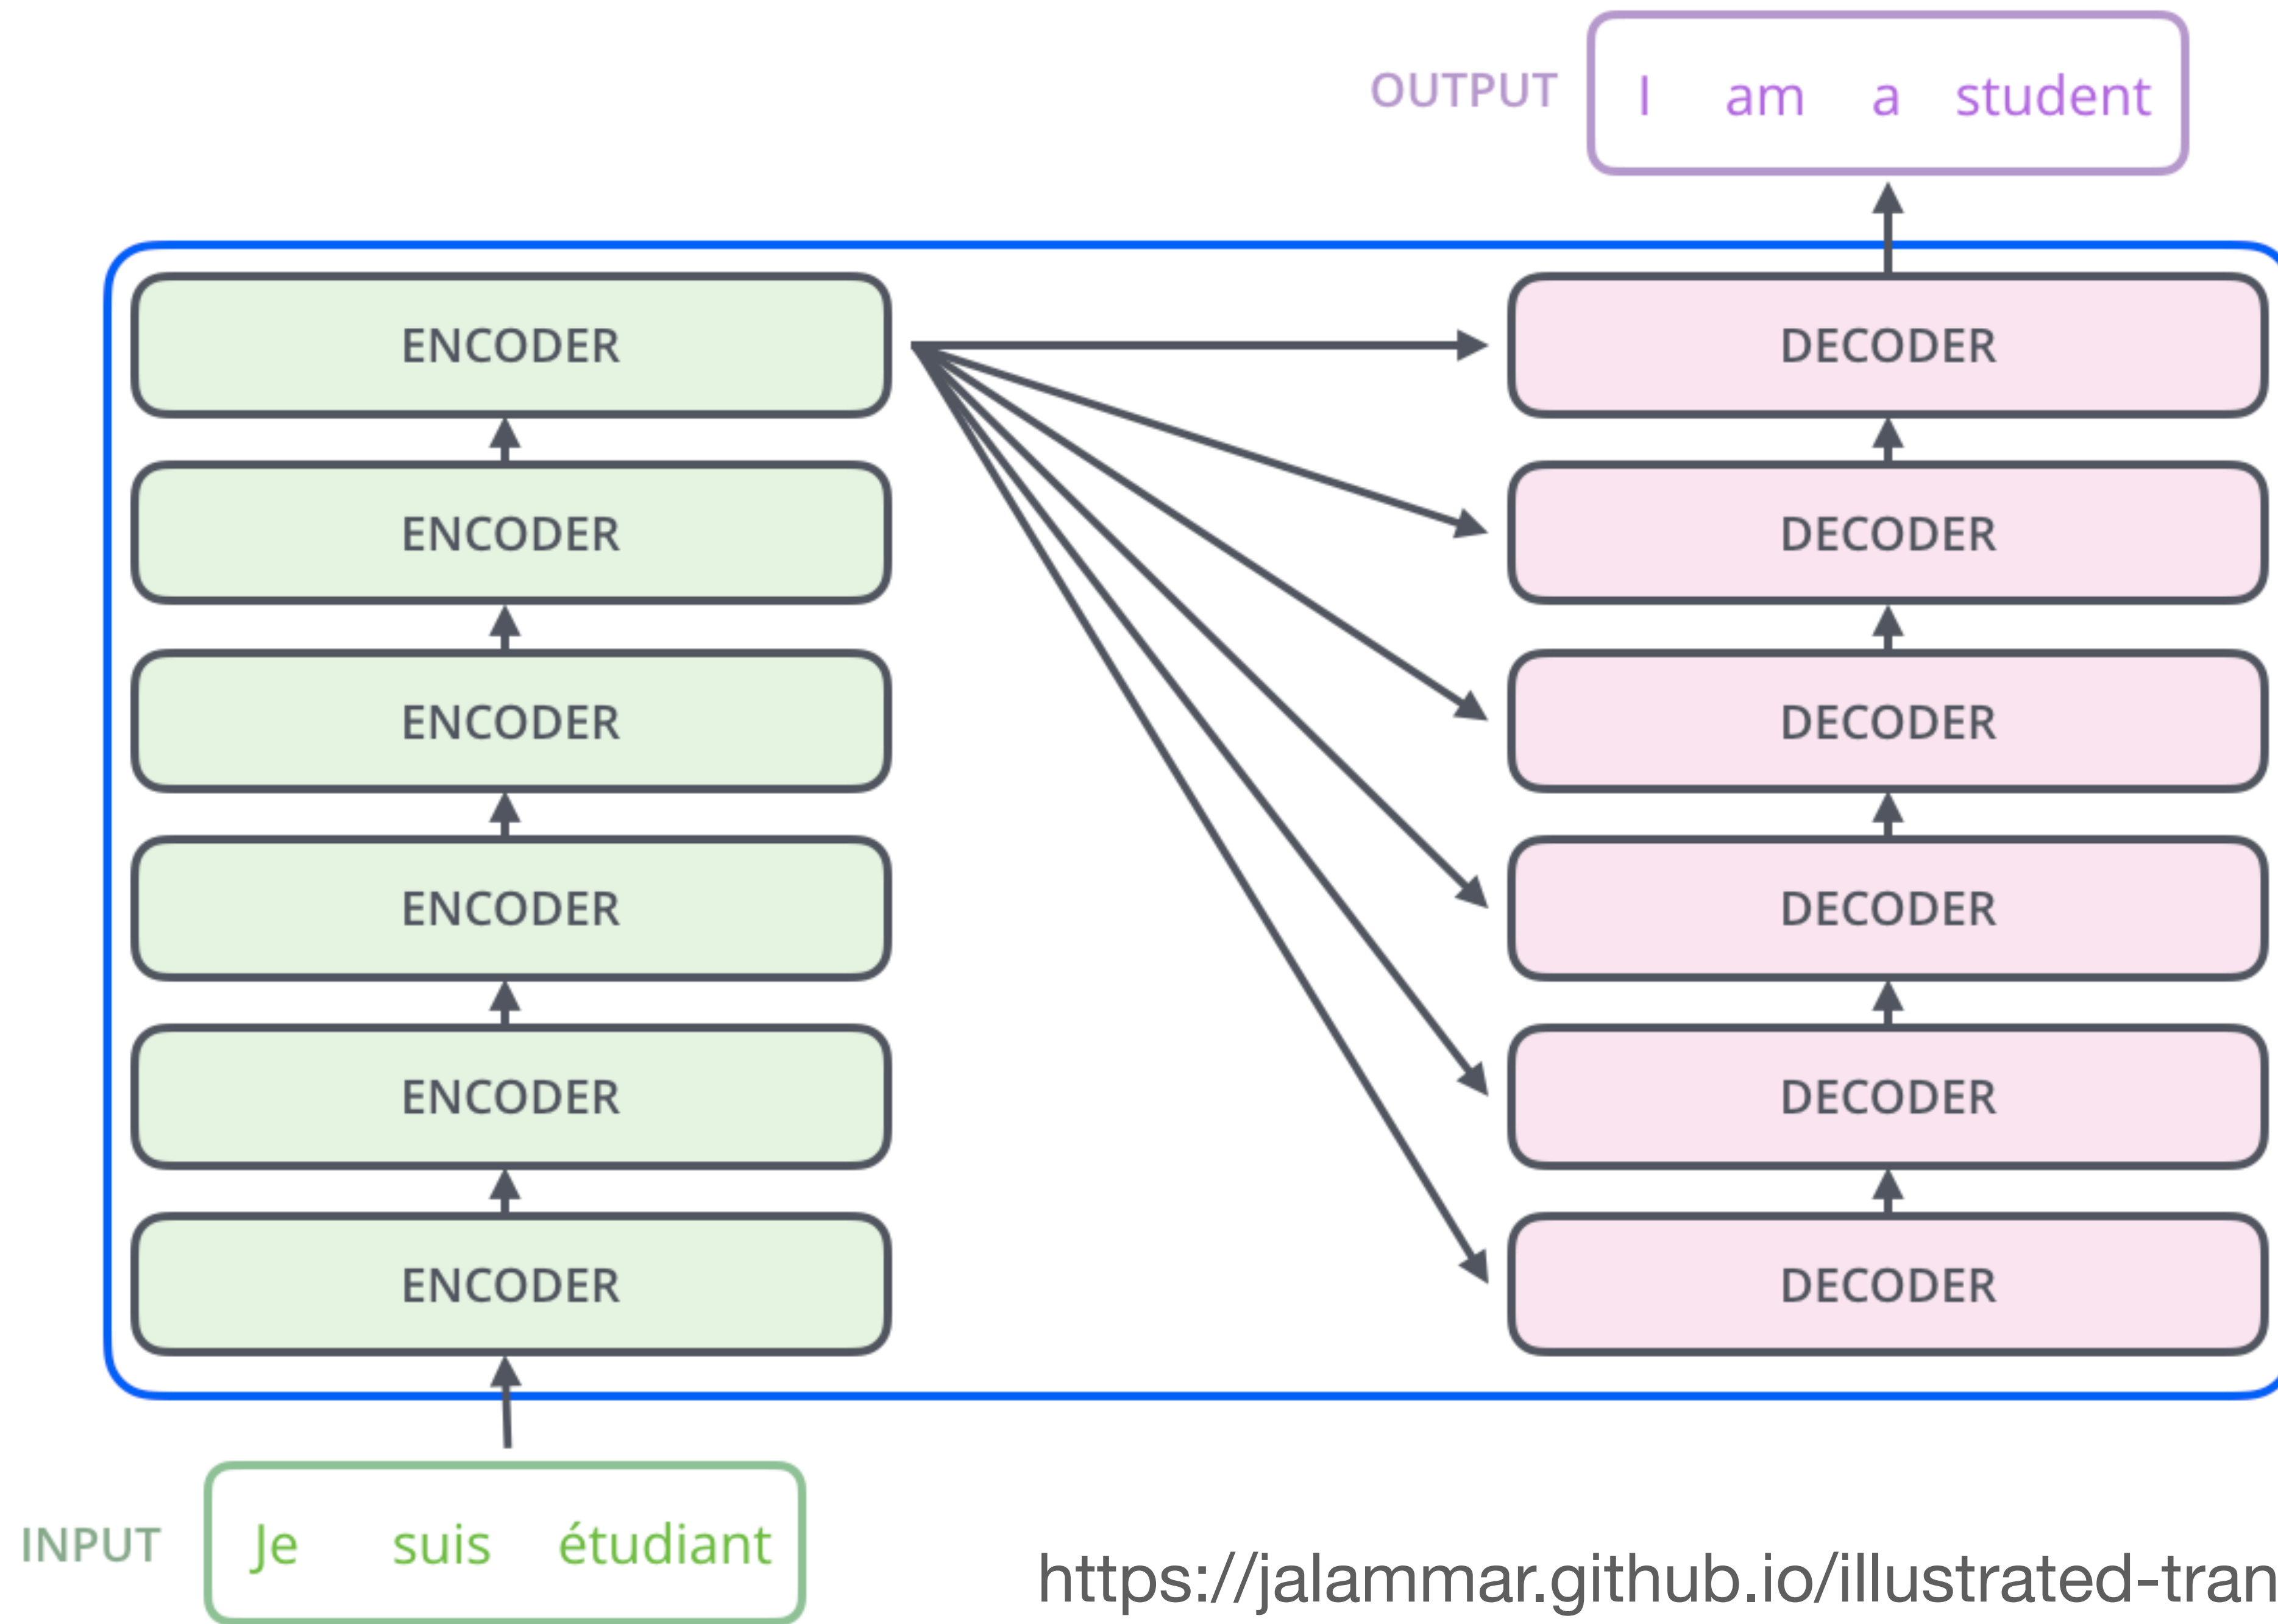 OUTPUT
I am a student
ENCODER
DECODER
ENCODER
DECODER
ENCODER
DECODER
ENCODER
DECODER
ENCODER
DECODER
ENCODER
DECODER
INPUT
Je suis étudiant
https://jalammar.github.io/illustrated-tran